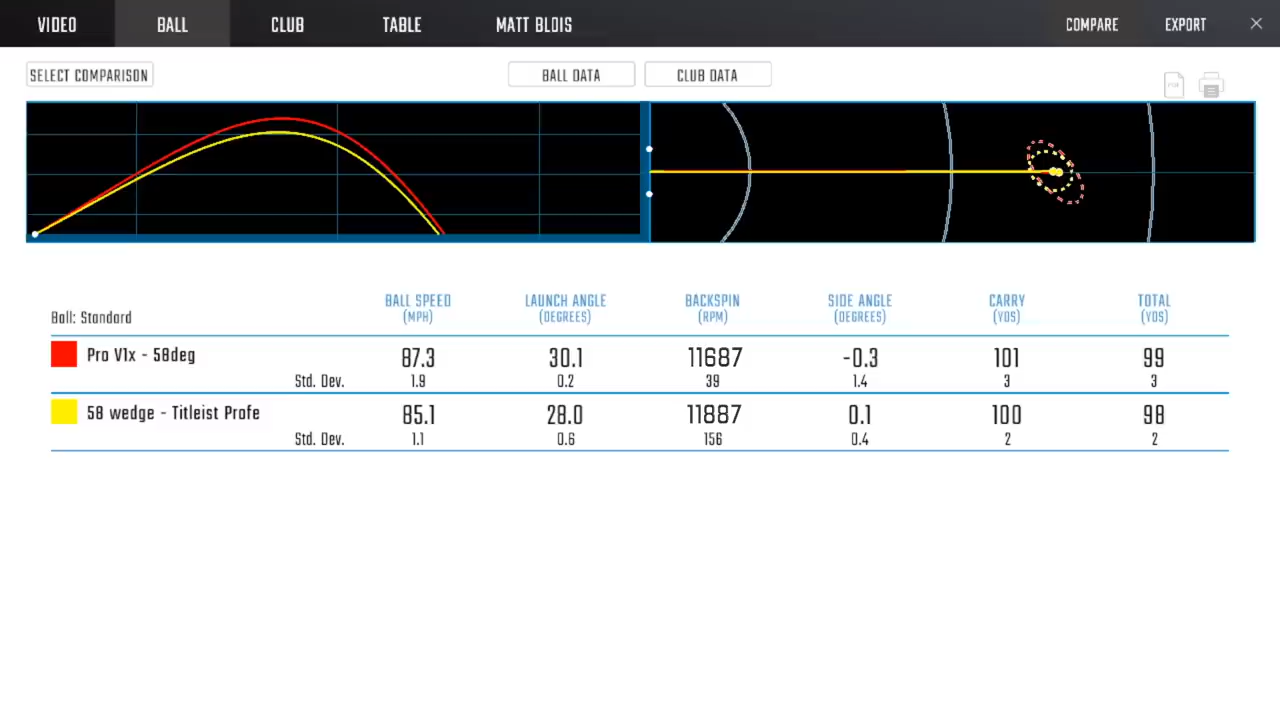 VIDEO BALL CLUB TABLE MATT BLOIS COMPARE EXPORT
SELECT COMPARISON BALL DATA CLUB DATA
BALL SPEED LAUNCH ANGLE BACKSPIN SIDE ANGLE CARRY TOTAL
Ball: Standard (MPH) (DEGREES) (RPM) (DEGREES) (YDS) (YDS)
Pro V1x - 58deg 87.3 30.1 11687 -0.3 101 99
Std. Dev. 1.9 0.2 39 1.4 3 3
58 wedge - Titleist Profe 85.1 28.0 11887 0.1 100 98
Std. Dev. 1.1 0.6 156 0.4 2 2